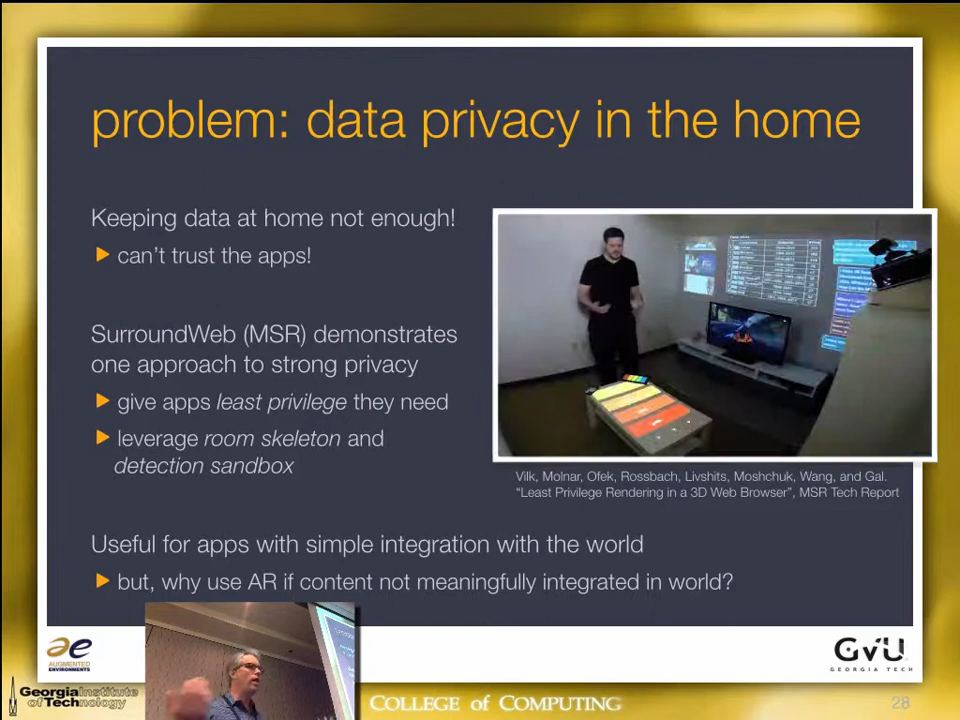 problem: data privacy in the home
Keeping data at home not enough!
can't trust the apps!
SurroundWeb (MSR) demonstrates
one approach to strong privacy
give apps least privilege they need
leverage room skeleton and
detection sandbox
Vilk, Molnar, Ofek, Rossbach, Livshits, Moshchuk, Wang, and Gal.
“Least Privilege Rendering in a 3D Web Browser”, MSR Tech Report
Useful for apps with simple integration with the world
but, why use AR if content not meaningfully integrated in world?
ae
AUGMENTED
ENVIRONMENTS
GVU
GEORGIA TECH
Georgia Institute
of Technology
COLLEGE of COMPUTING
28